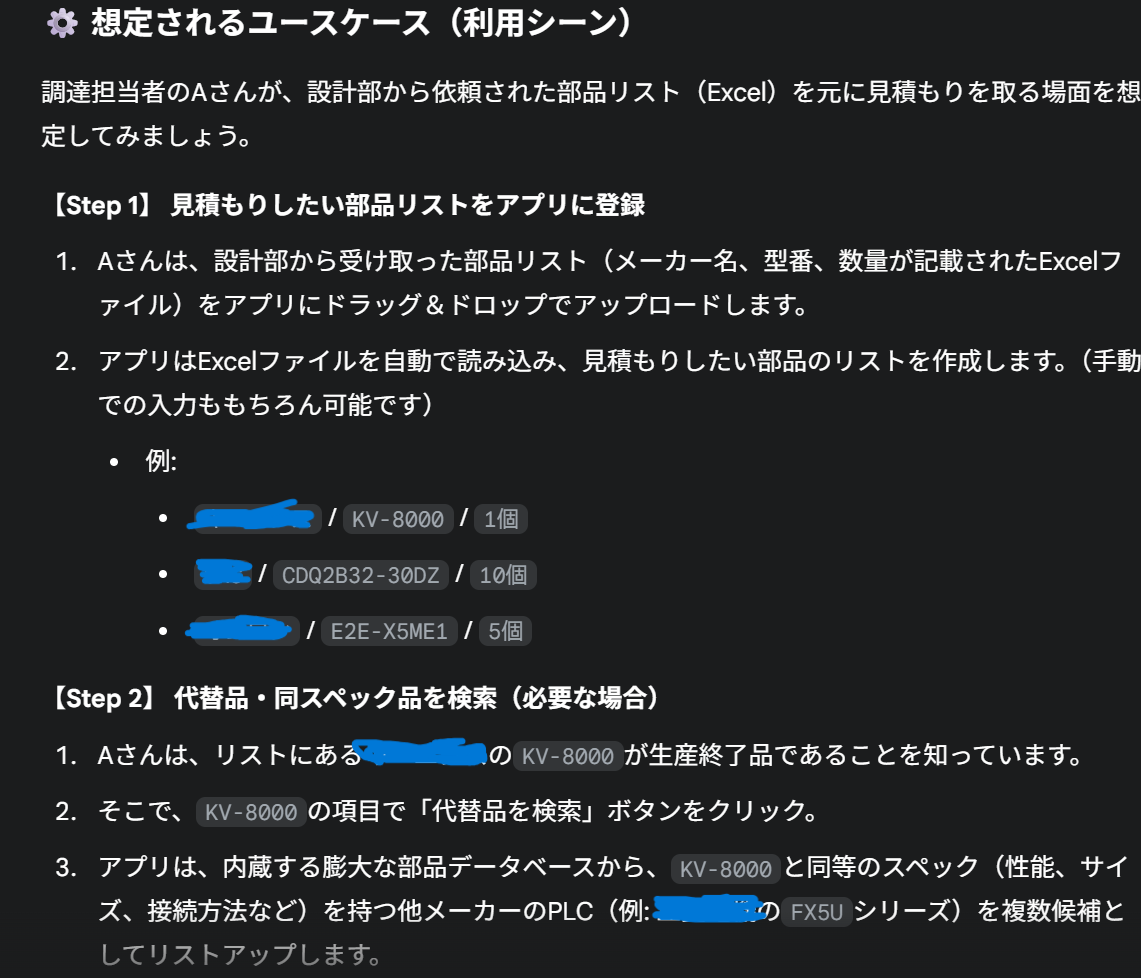 想定されるユースケース（利用シーン）
調達担当者のAさんが、設計部から依頼された部品リスト（Excel）を元に見積もりを取る場面を想
定してみましょう。
【Step 1】 見積もりしたい部品リストをアプリに登録
1. Aさんは、設計部から受け取った部品リスト（メーカー名、型番、数量が記載されたExcelフ
ァイル）をアプリにドラッグ＆ドロップでアップロードします。
2. アプリはExcelファイルを自動で読み込み、見積もりしたい部品のリストを作成します。（手動
での入力ももちろん可能です）
• 例:
• / KV-8000 / 1個
• / CDQ2B32-30DZ / 10個
• / E2E-X5ME1 / 5個
【Step 2】 代替品・同スペック品を検索（必要な場合）
1. Aさんは、リストにある の KV-8000 が生産終了品であることを知っています。
2. そこで、 KV-8000 の項目で「代替品を検索」ボタンをクリック。
3. アプリは、内蔵する膨大な部品データベースから、 KV-8000 と同等のスペック（性能、サイ
ズ、接続方法など）を持つ他メーカーのPLC（例: の FX5U シリーズ）を複数候補と
してリストアップします。